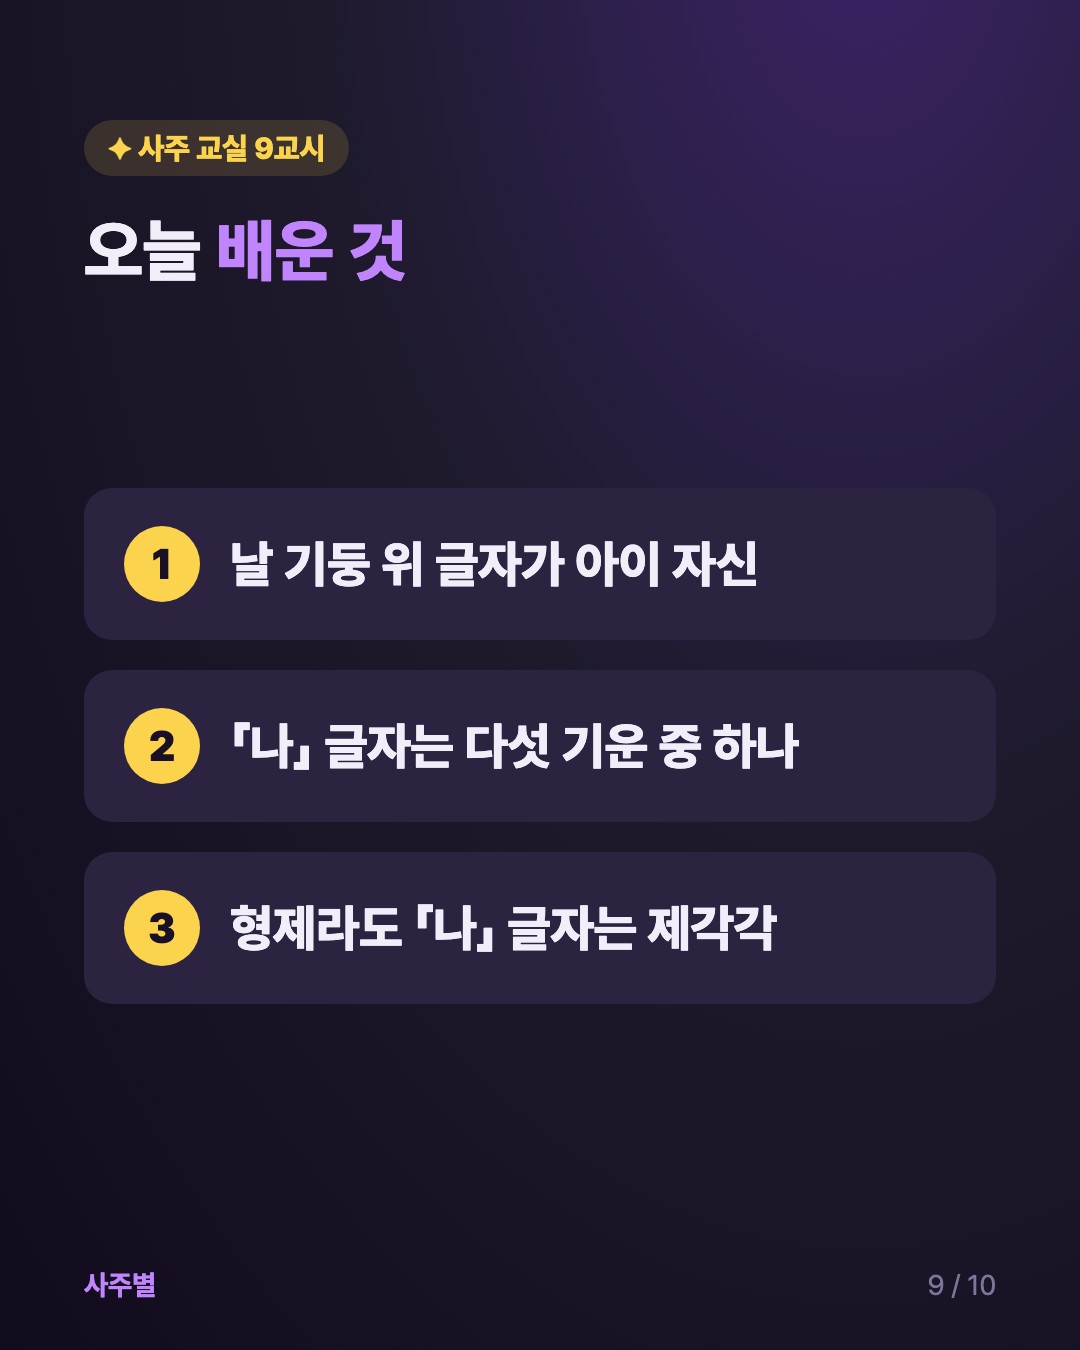 ✦ 사주 교실 9교시
오늘 배운 것
1 날 기둥 위 글자가 아이 자신
2 「나」 글자는 다섯 기운 중 하나
3 형제라도 「나」 글자는 제각각
사주별
9 / 10